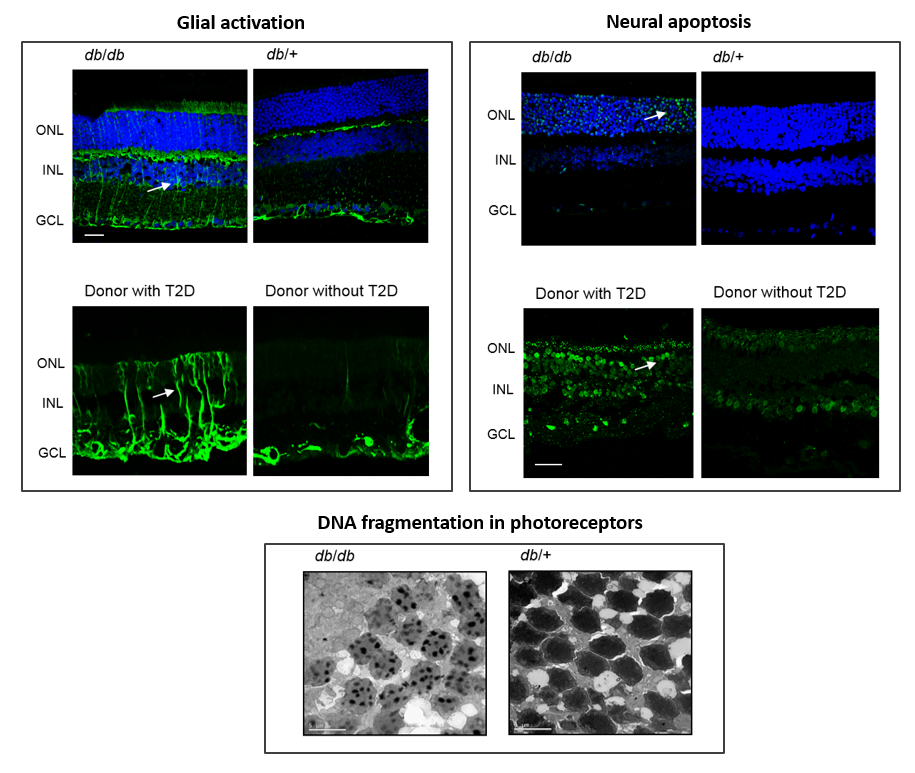 Glial activation
db/db
db/+
ONL
INL
GCL
Donor with T2D
Donor without T2D
ONL
INL
GCL
Neural apoptosis
db/db
db/+
ONL
INL
GCL
Donor with T2D
Donor without T2D
ONL
INL
GCL
DNA fragmentation in photoreceptors
db/db
db/+